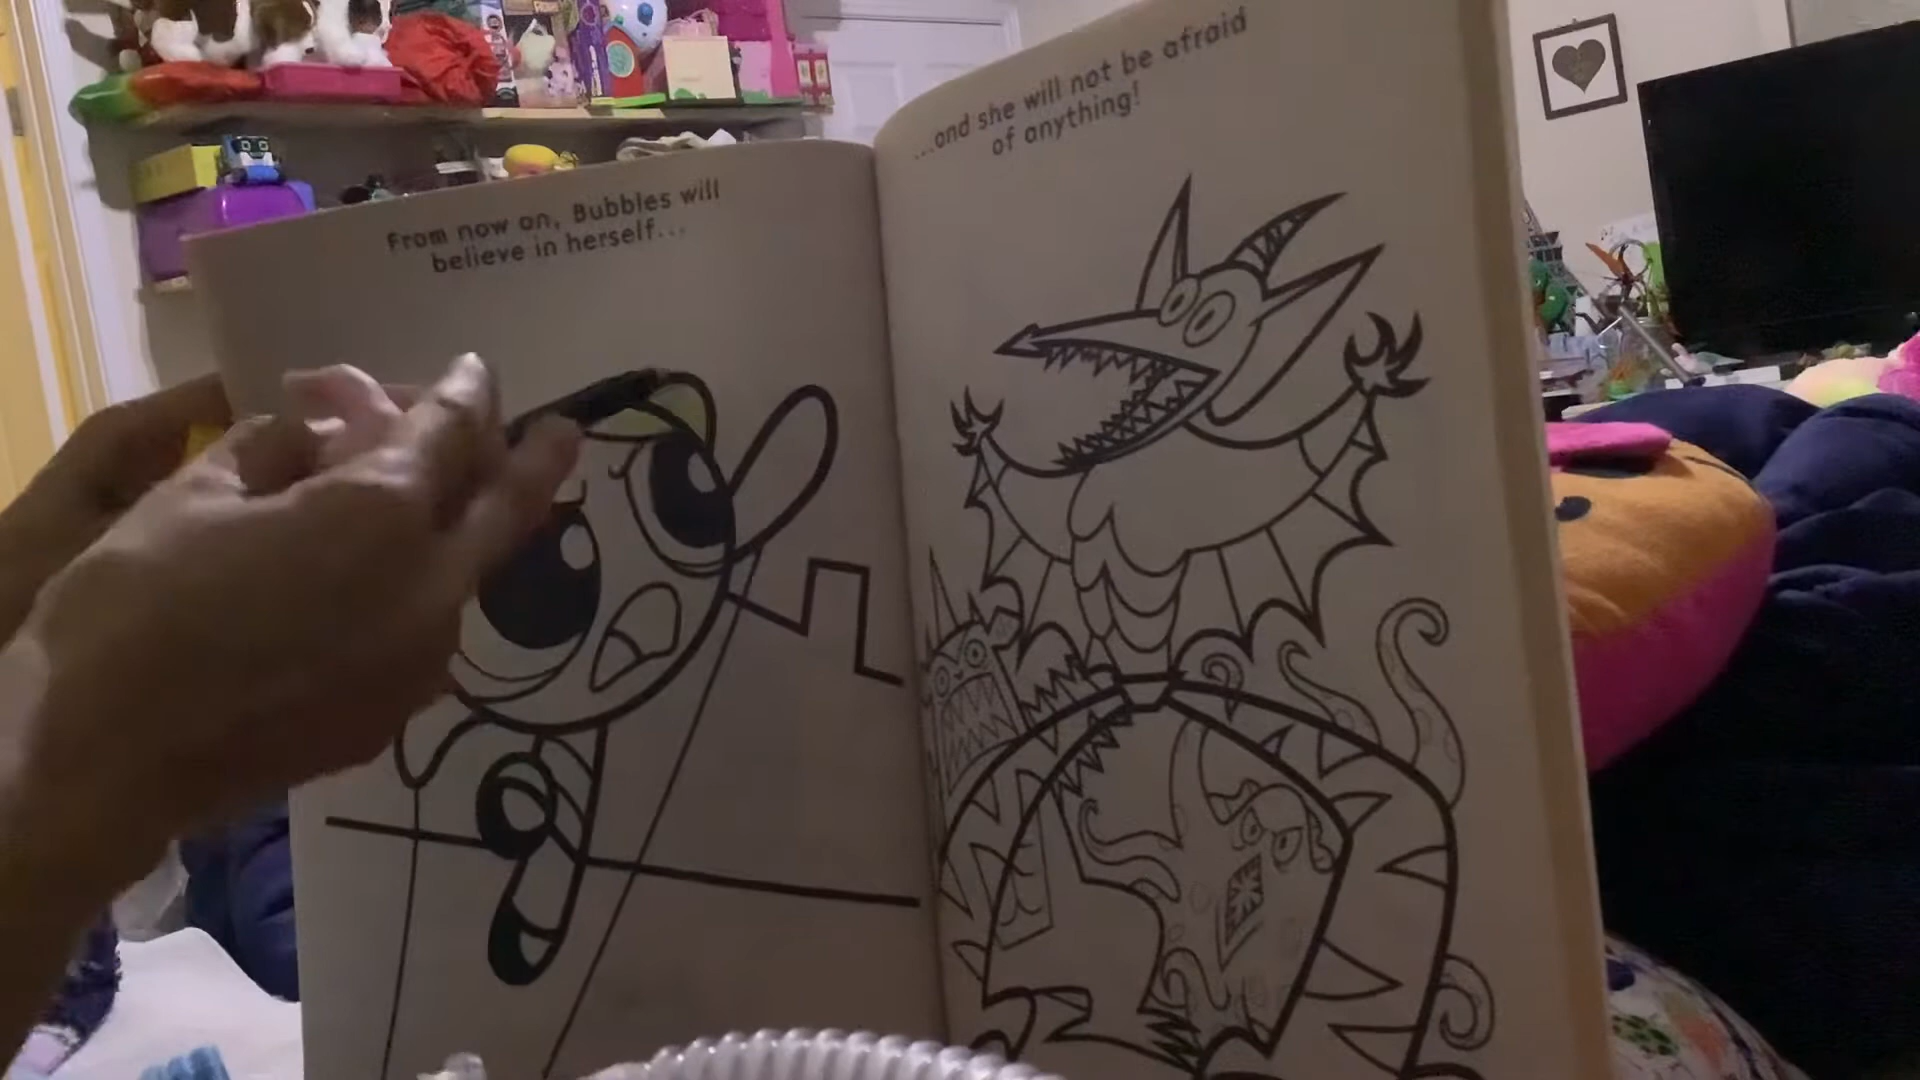 From now on, Bubbles will
believe in herself...
...and she will not be afraid
of anything!